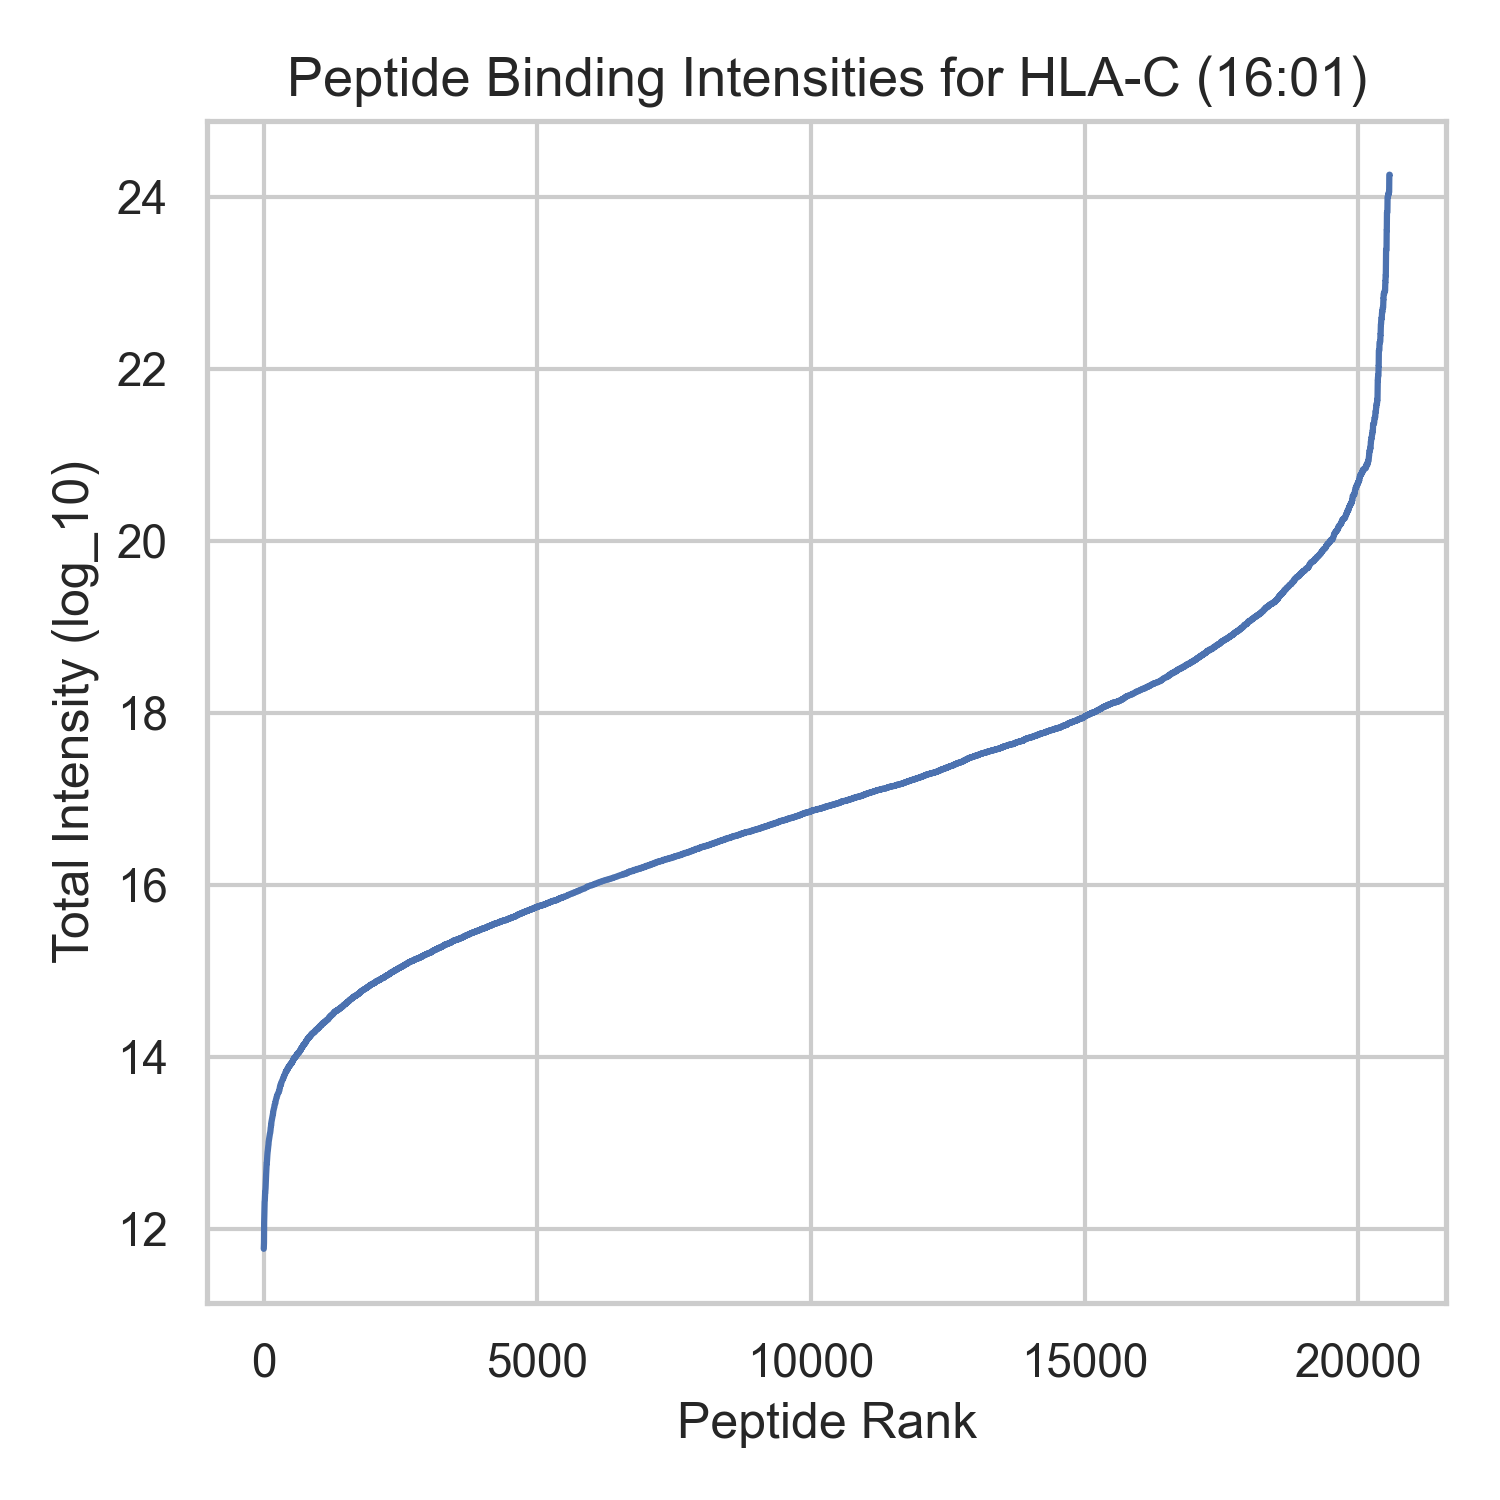 Peptide Binding Intensities for HLA-C (16:01)
24
22
20
18
16
14
12
Total Intensity (log_10)
0 5000 10000 15000 20000
Peptide Rank